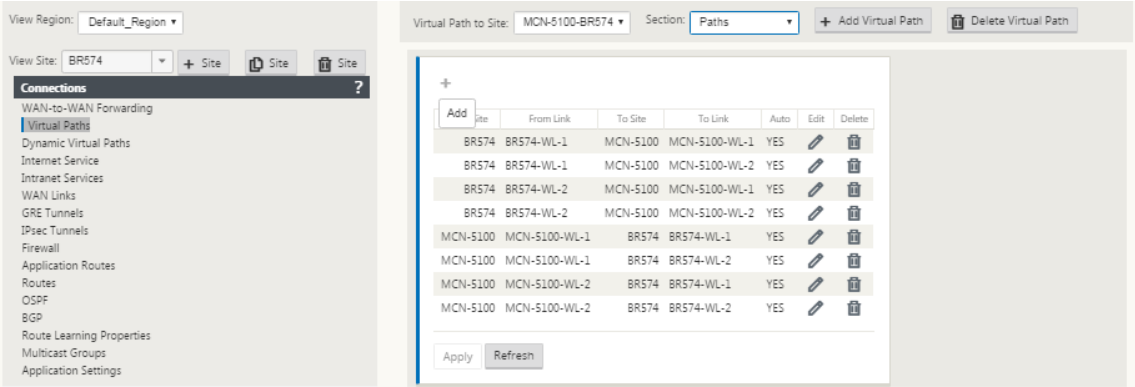 View Region: Default_Region
View Site: BR574 + Site Site Site
Connections ?
WAN-to-WAN Forwarding
Virtual Paths
Dynamic Virtual Paths
Internet Service
Intranet Services
WAN Links
GRE Tunnels
IPsec Tunnels
Firewall
Application Routes
Routes
OSPF
BGP
Route Learning Properties
Multicast Groups
Application Settings
Virtual Path to Site: MCN-5100-BR574 Section: Paths + Add Virtual Path Delete Virtual Path
+
Add
ite From Link To Site To Link Auto Edit Delete
BR574 BR574-WL-1 MCN-5100 MCN-5100-WL-1 YES
BR574 BR574-WL-1 MCN-5100 MCN-5100-WL-2 YES
BR574 BR574-WL-2 MCN-5100 MCN-5100-WL-1 YES
BR574 BR574-WL-2 MCN-5100 MCN-5100-WL-2 YES
MCN-5100 MCN-5100-WL-1 BR574 BR574-WL-1 YES
MCN-5100 MCN-5100-WL-1 BR574 BR574-WL-2 YES
MCN-5100 MCN-5100-WL-2 BR574 BR574-WL-1 YES
MCN-5100 MCN-5100-WL-2 BR574 BR574-WL-2 YES
Apply Refresh